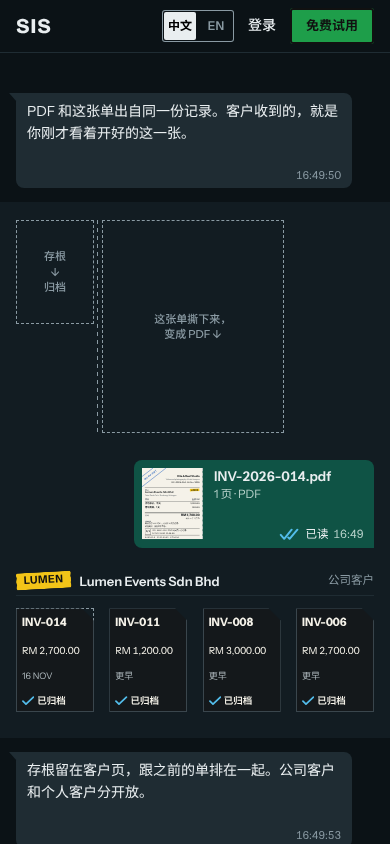 SIS
中文
EN
登录
免费试用
PDF 和这张单出自同一份记录。客户收到的，就是
你刚才看着开好的这一张。
16:49:50
存根
↓
归档
这张单撕下来，
变成 PDF ↓
INV-2026-014.pdf
1 页 · PDF
已读 16:49
LUMEN
Lumen Events Sdn Bhd
公司客户
INV-014
RM 2,700.00
16 NOV
已归档
INV-011
RM 1,200.00
更早
已归档
INV-008
RM 3,000.00
更早
已归档
INV-006
RM 2,700.00
更早
已归档
存根留在客户页，跟之前的单排在一起。公司客户
和个人客户分开放。
16:49:53